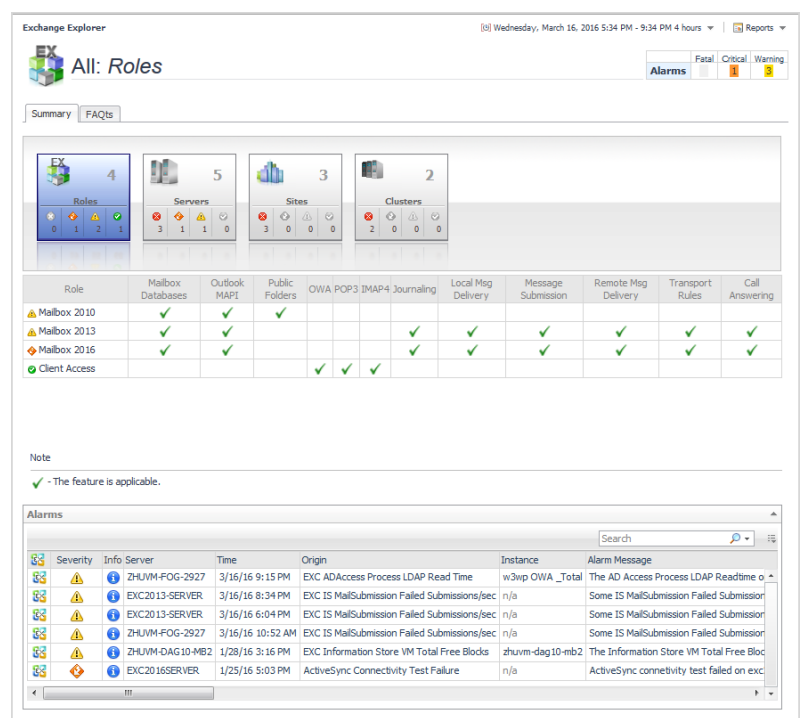 Exchange Explorer
Wednesday, March 16, 2016 5:34 PM - 9:34 PM 4 hours Reports
EX
All: Roles
Fatal Critical Warning
Alarms 1 3
Summary FAQts
EX 4 5 3 2
Roles Servers Sites Clusters
0 1 2 1 3 1 1 0 3 0 0 0 2 0 0 0
Role Mailbox Databases Outlook MAPI Public Folders OWA POP3 IMAP4 Journaling Local Msg Delivery Message Submission Remote Msg Delivery Transport Rules Call Answering
Mailbox 2010
Mailbox 2013
Mailbox 2016
Client Access
Note
- The feature is applicable.
Alarms
Search
Severity Info Server Time Origin Instance Alarm Message
ZHUVM-FOG-2927 3/16/16 9:15 PM EXC ADAccess Process LDAP Read Time w3wp OWA _Total The AD Access Process LDAP Readtime o
EXC2013-SERVER 3/16/16 8:34 PM EXC IS MailSubmission Failed Submissions/sec n/a Some IS MailSubmission Failed Submission
EXC2013-SERVER 3/16/16 6:04 PM EXC IS MailSubmission Failed Submissions/sec n/a Some IS MailSubmission Failed Submission
ZHUVM-FOG-2927 3/16/16 10:52 AM EXC IS MailSubmission Failed Submissions/sec n/a Some IS MailSubmission Failed Submission
ZHUVM-DAG10-MB2 1/28/16 3:16 PM EXC Information Store VM Total Free Blocks zhuvm-dag10-mb2 The Information Store VM Total Free Bloc
EXC2016SERVER 1/25/16 5:03 PM ActiveSync Connectivity Test Failure n/a ActiveSync connetivity test failed on exc